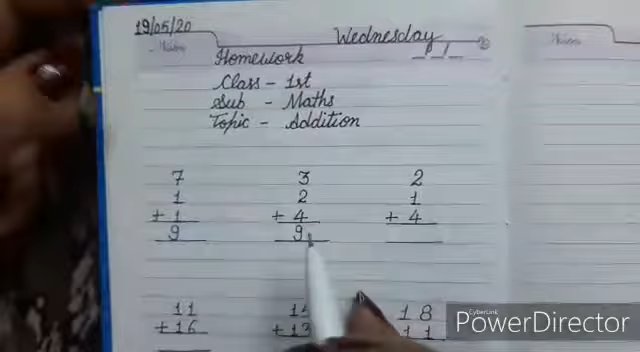 19/05/20 Wednesday
Homework
Class - 1st
Sub - Maths
Topic - Addition
7 3 2
1 2 1
+ 1 + 4 + 4
9 9
11 18
+ 16 + 13 11
CyberLink
PowerDirector